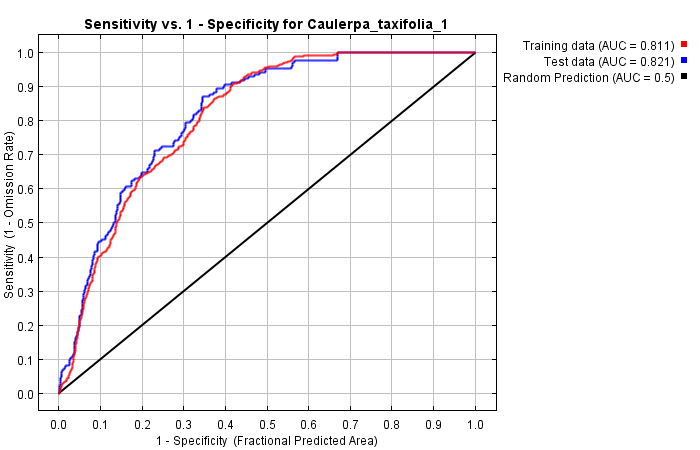 Sensitivity vs. 1 - Specificity for Caulerpa_taxifolia_1
Training data (AUC = 0.811)
Test data (AUC = 0.821)
Random Prediction (AUC = 0.5)
Sensitivity (1 - Omission Rate)
1.0
0.9
0.8
0.7
0.6
0.5
0.4
0.3
0.2
0.1
0.0
0.0 0.1 0.2 0.3 0.4 0.5 0.6 0.7 0.8 0.9 1.0
1 - Specificity (Fractional Predicted Area)